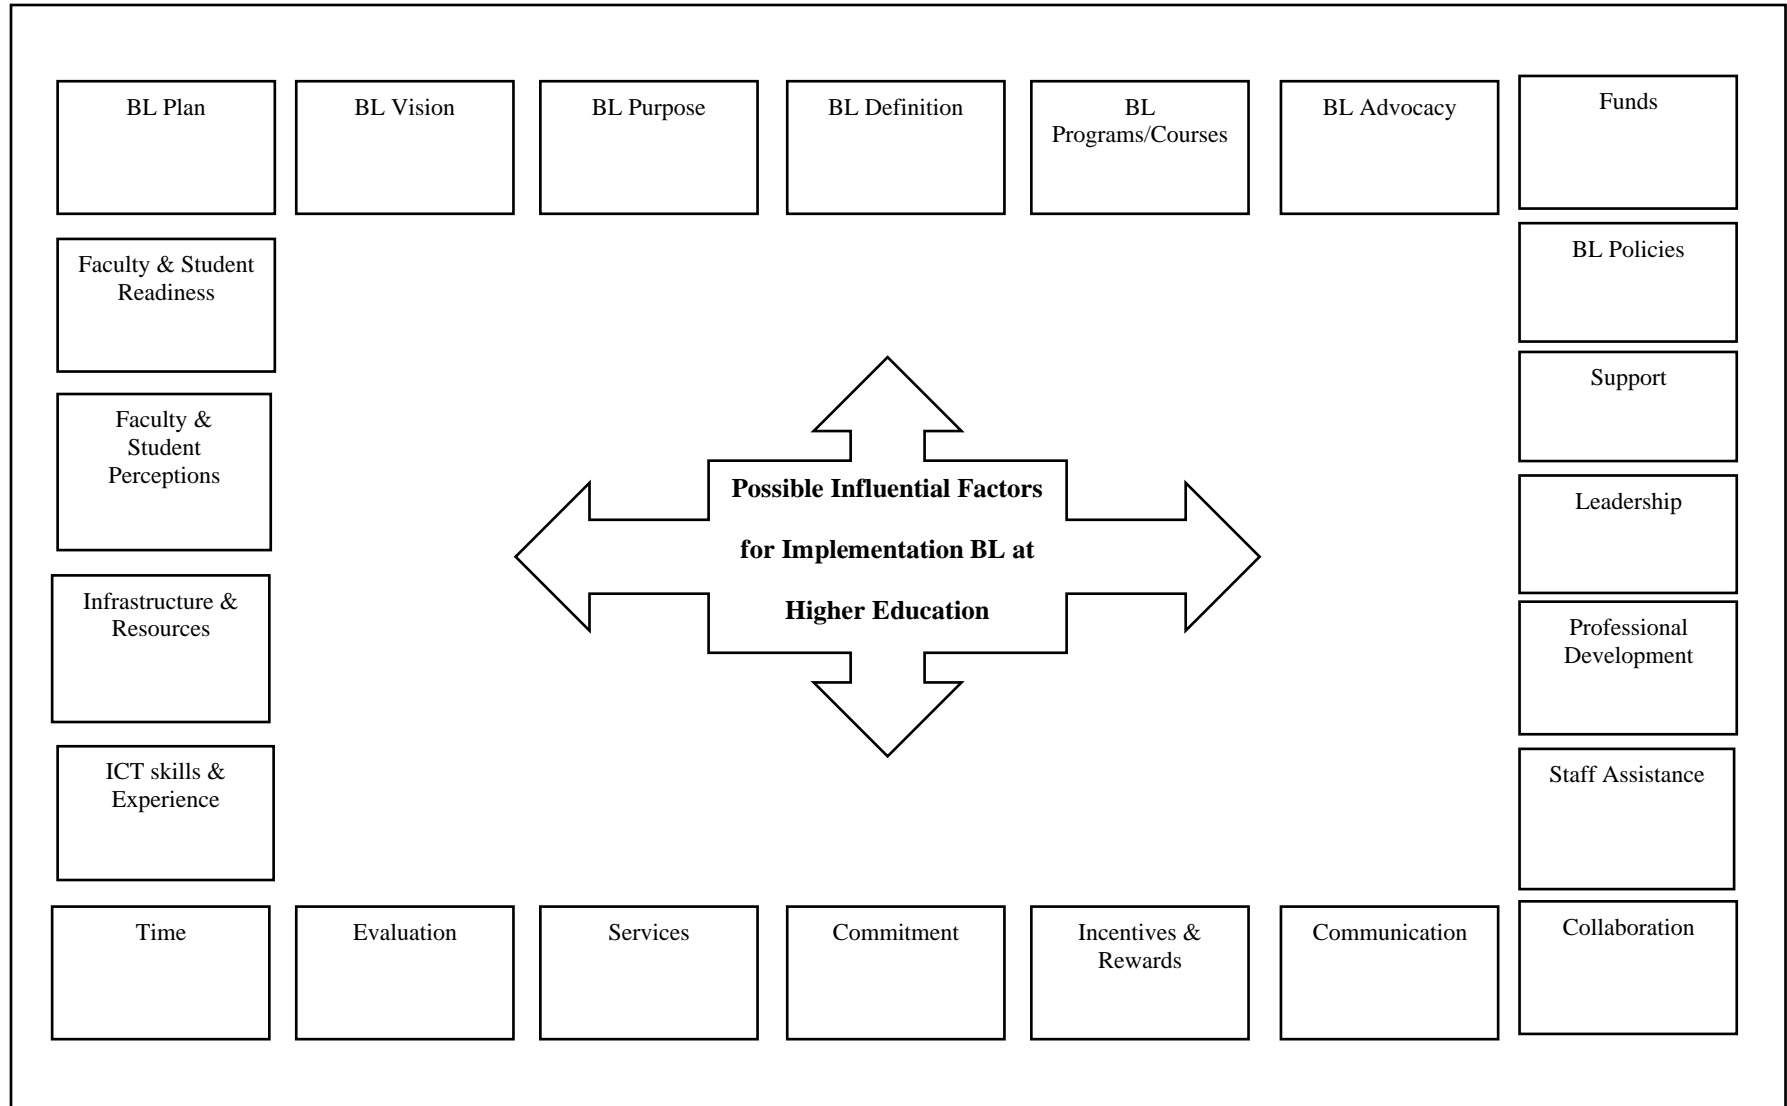 BL Plan
BL Vision
BL Purpose
BL Definition
BL
Programs/Courses
BL Advocacy
Funds
Faculty & Student
Readiness
BL Policies
Faculty &
Student
Perceptions
Support
Possible Influential Factors
for Implementation BL at
Higher Education
Leadership
Infrastructure &
Resources
Professional
Development
ICT skills &
Experience
Staff Assistance
Time
Evaluation
Services
Commitment
Incentives &
Rewards
Communication
Collaboration